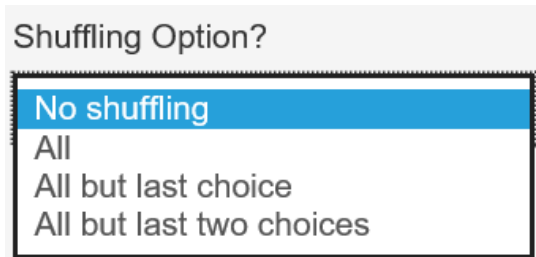 Shuffling Option?
No shuffling
All
All but last choice
All but last two choices